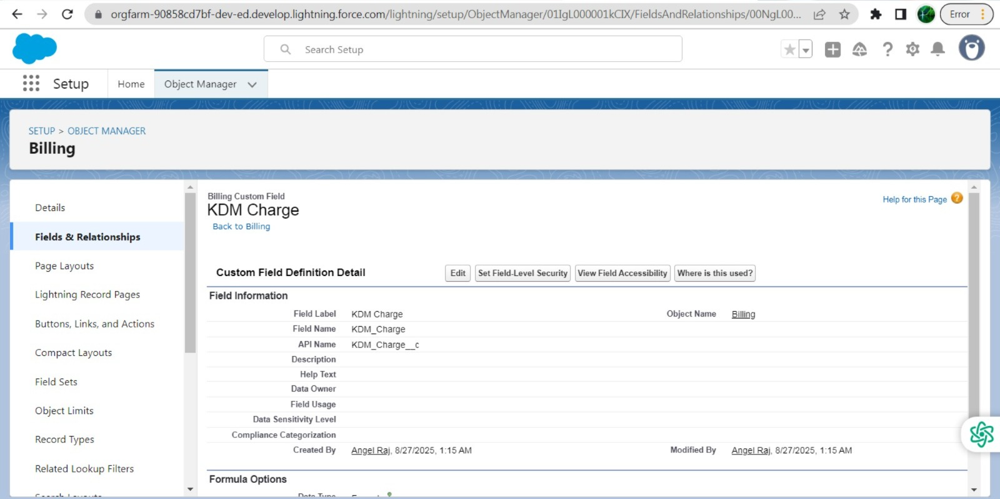 orgfarm-90858cd7bf-dev-ed.develop.lightning.force.com/lightning/setup/ObjectManager/01IgL000001kCIX/FieldsAndRelationships/00NgL00...
Error
Search Setup
Setup
Home
Object Manager
SETUP > OBJECT MANAGER
Billing
Details
Fields & Relationships
Page Layouts
Lightning Record Pages
Buttons, Links, and Actions
Compact Layouts
Field Sets
Object Limits
Record Types
Related Lookup Filters
Billing Custom Field
KDM Charge
Back to Billing
Help for this Page
Custom Field Definition Detail
Edit
Set Field-Level Security
View Field Accessibility
Where is this used?
Field Information
Field Label KDM Charge Object Name Billing
Field Name KDM_Charge
API Name KDM_Charge__c
Description
Help Text
Data Owner
Field Usage
Data Sensitivity Level
Compliance Categorization
Created By Angel Raj, 8/27/2025, 1:15 AM Modified By Angel Raj, 8/27/2025, 1:15 AM
Formula Options
Data Type